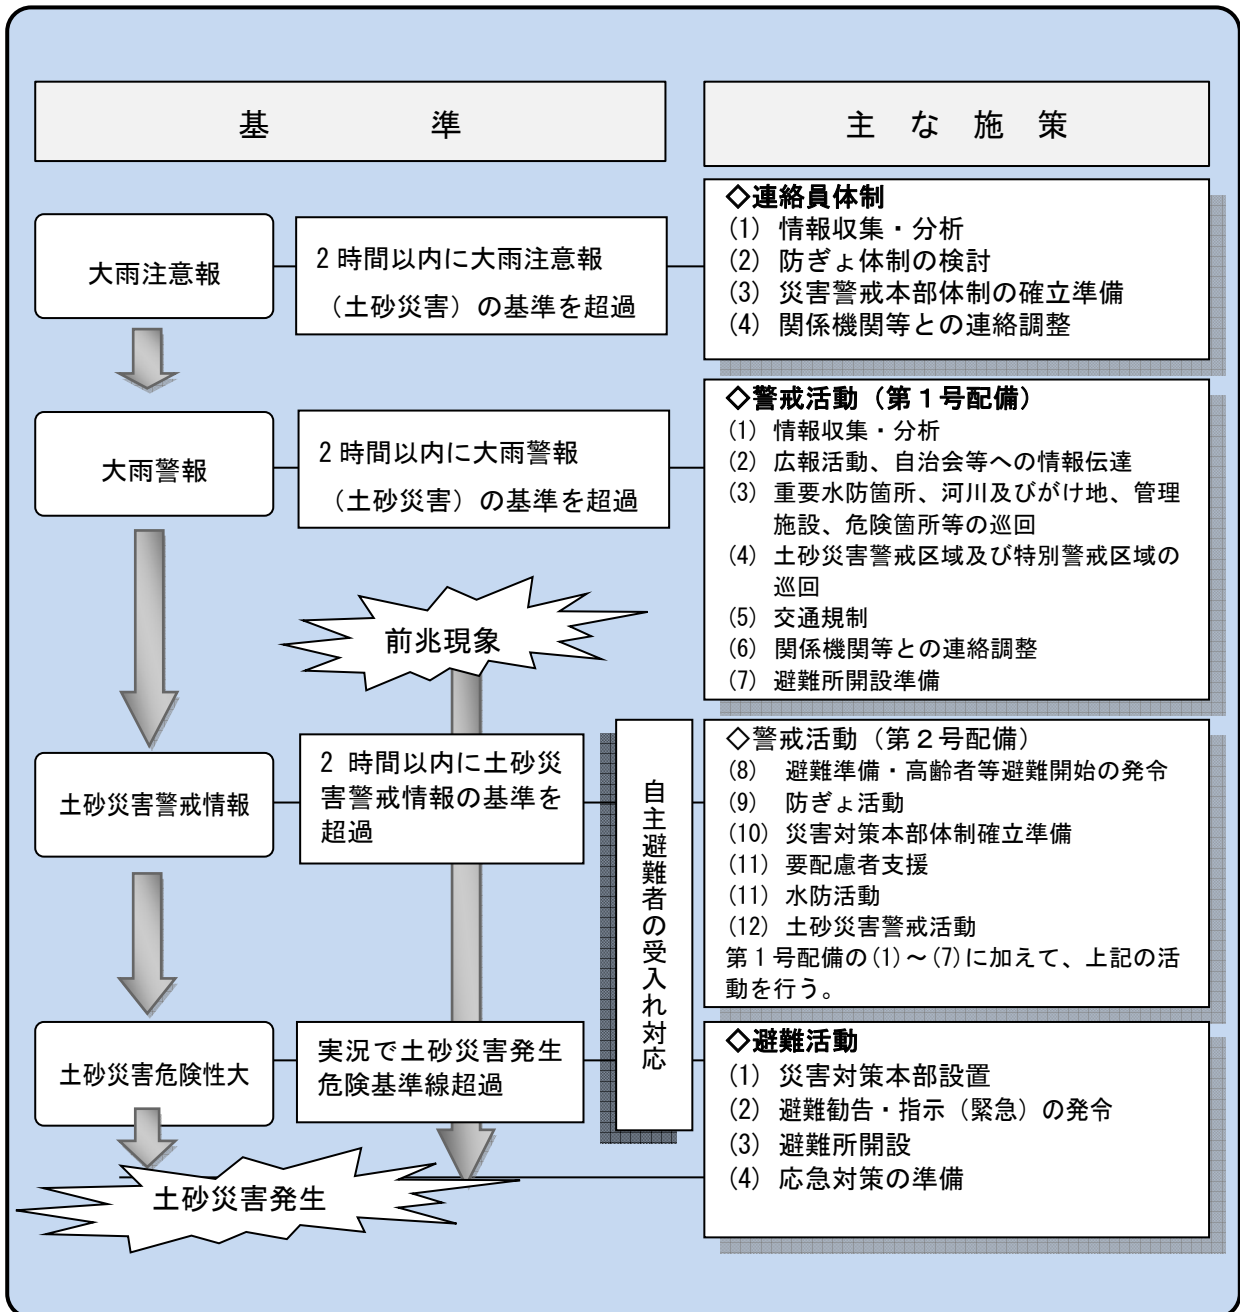 基準
主な施策
大雨注意報
2時間以内に大雨注意報
（土砂災害）の基準を超過
◇連絡員体制
(1) 情報収集・分析
(2) 防ぎょ体制の検討
(3) 災害警戒本部体制の確立準備
(4) 関係機関等との連絡調整
大雨警報
2時間以内に大雨警報
（土砂災害）の基準を超過
◇警戒活動（第１号配備）
(1) 情報収集・分析
(2) 広報活動、自治会等への情報伝達
(3) 重要水防箇所、河川及びがけ地、管理
施設、危険箇所等の巡回
(4) 土砂災害警戒区域及び特別警戒区域の
巡回
(5) 交通規制
(6) 関係機関等との連絡調整
(7) 避難所開設準備
前兆現象
土砂災害警戒情報
2 時間以内に土砂災
害警戒情報の基準を
超過
自主避難者の受入れ対応
◇警戒活動（第２号配備）
(8) 避難準備・高齢者等避難開始の発令
(9) 防ぎょ活動
(10) 災害対策本部体制確立準備
(11) 要配慮者支援
(11) 水防活動
(12) 土砂災害警戒活動
第１号配備の(1)～(7)に加えて、上記の活
動を行う。
土砂災害危険性大
実況で土砂災害発生
危険基準線超過
◇避難活動
(1) 災害対策本部設置
(2) 避難勧告・指示（緊急）の発令
(3) 避難所開設
(4) 応急対策の準備
土砂災害発生